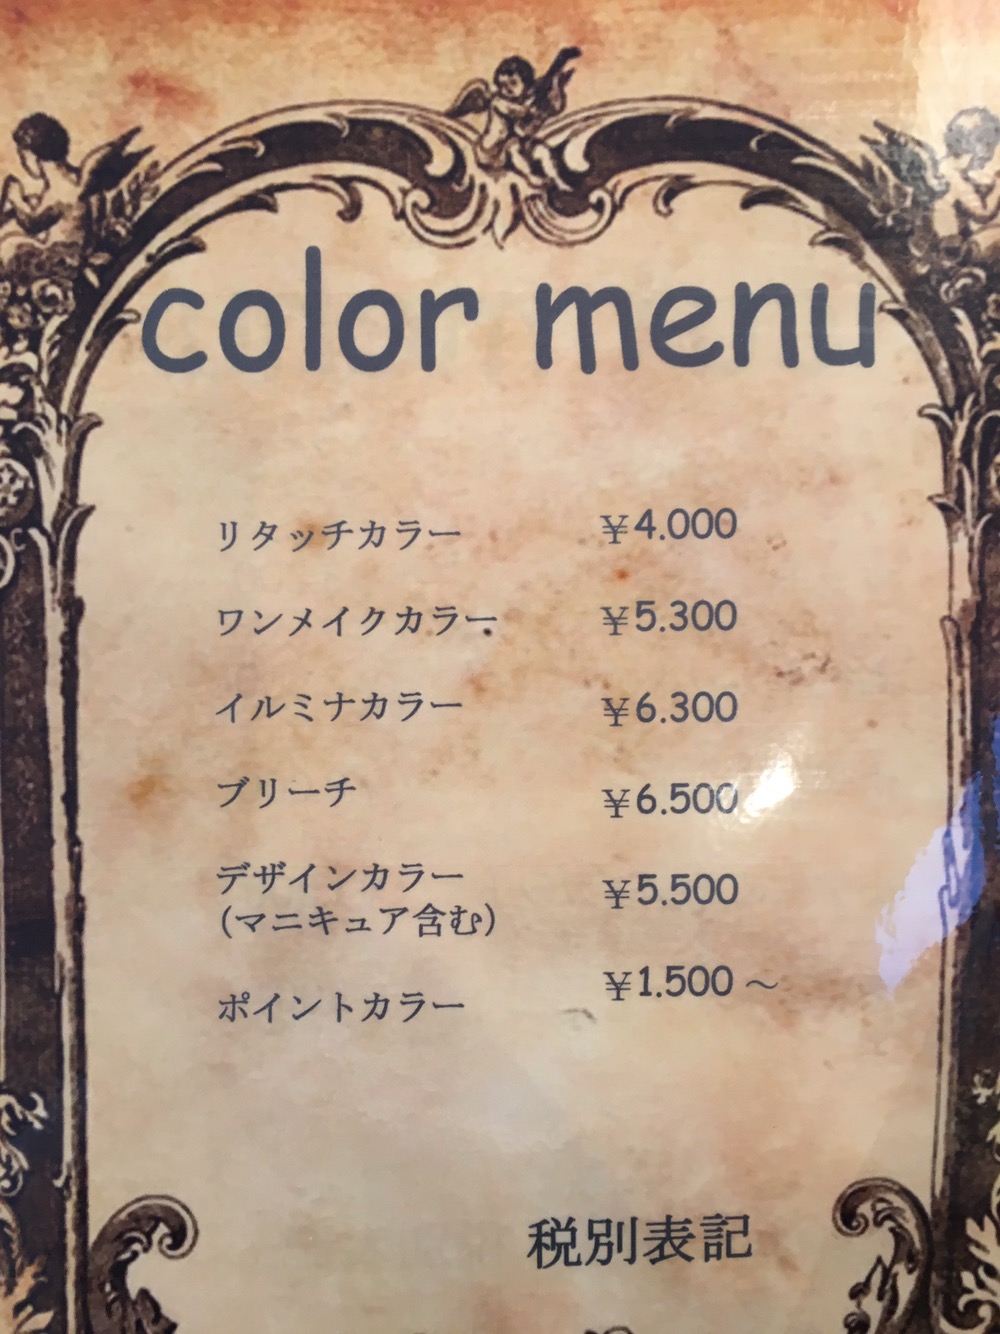 color menu
リタッチカラー ￥4.000
ワンメイクカラー ￥5.300
イルミナカラー ￥6.300
ブリーチ ￥6.500
デザインカラー ￥5.500
(マニキュア含む)
ポイントカラー ￥1.500～
税別表記